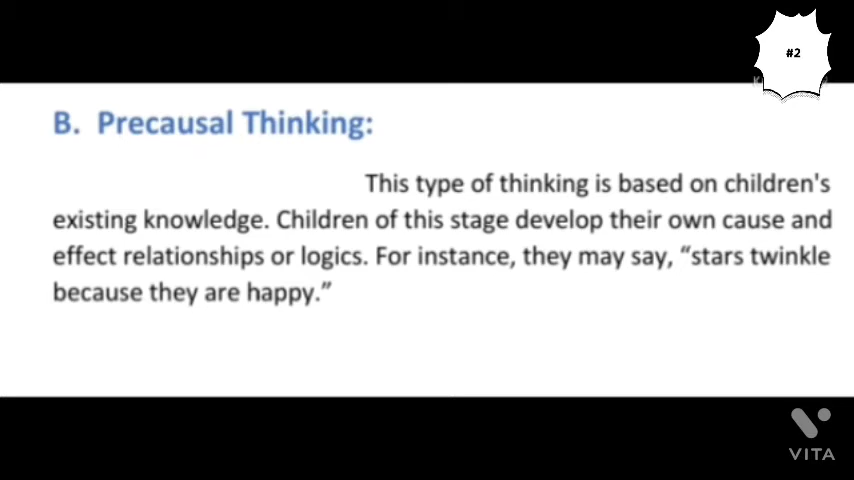 #2
B. Precausal Thinking:
This type of thinking is based on children's
existing knowledge. Children of this stage develop their own cause and
effect relationships or logics. For instance, they may say, “stars twinkle
because they are happy.”
VITA